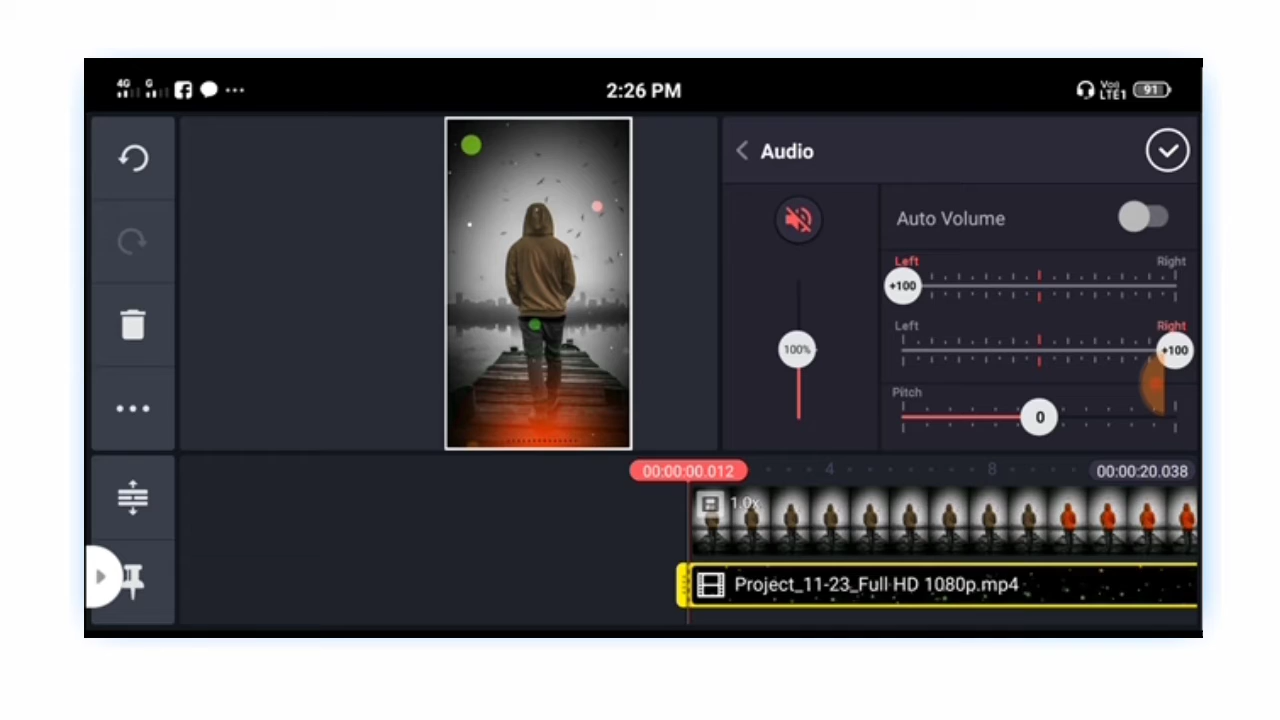 4G G 2:26 PM Vo) LTE1 91
Audio
Auto Volume
Left Right
+100
Left Right
100% +100
Pitch
0
00:00:00.012 4 8 00:00:20.038
1.0x
Project_11-23_Full HD 1080p.mp4